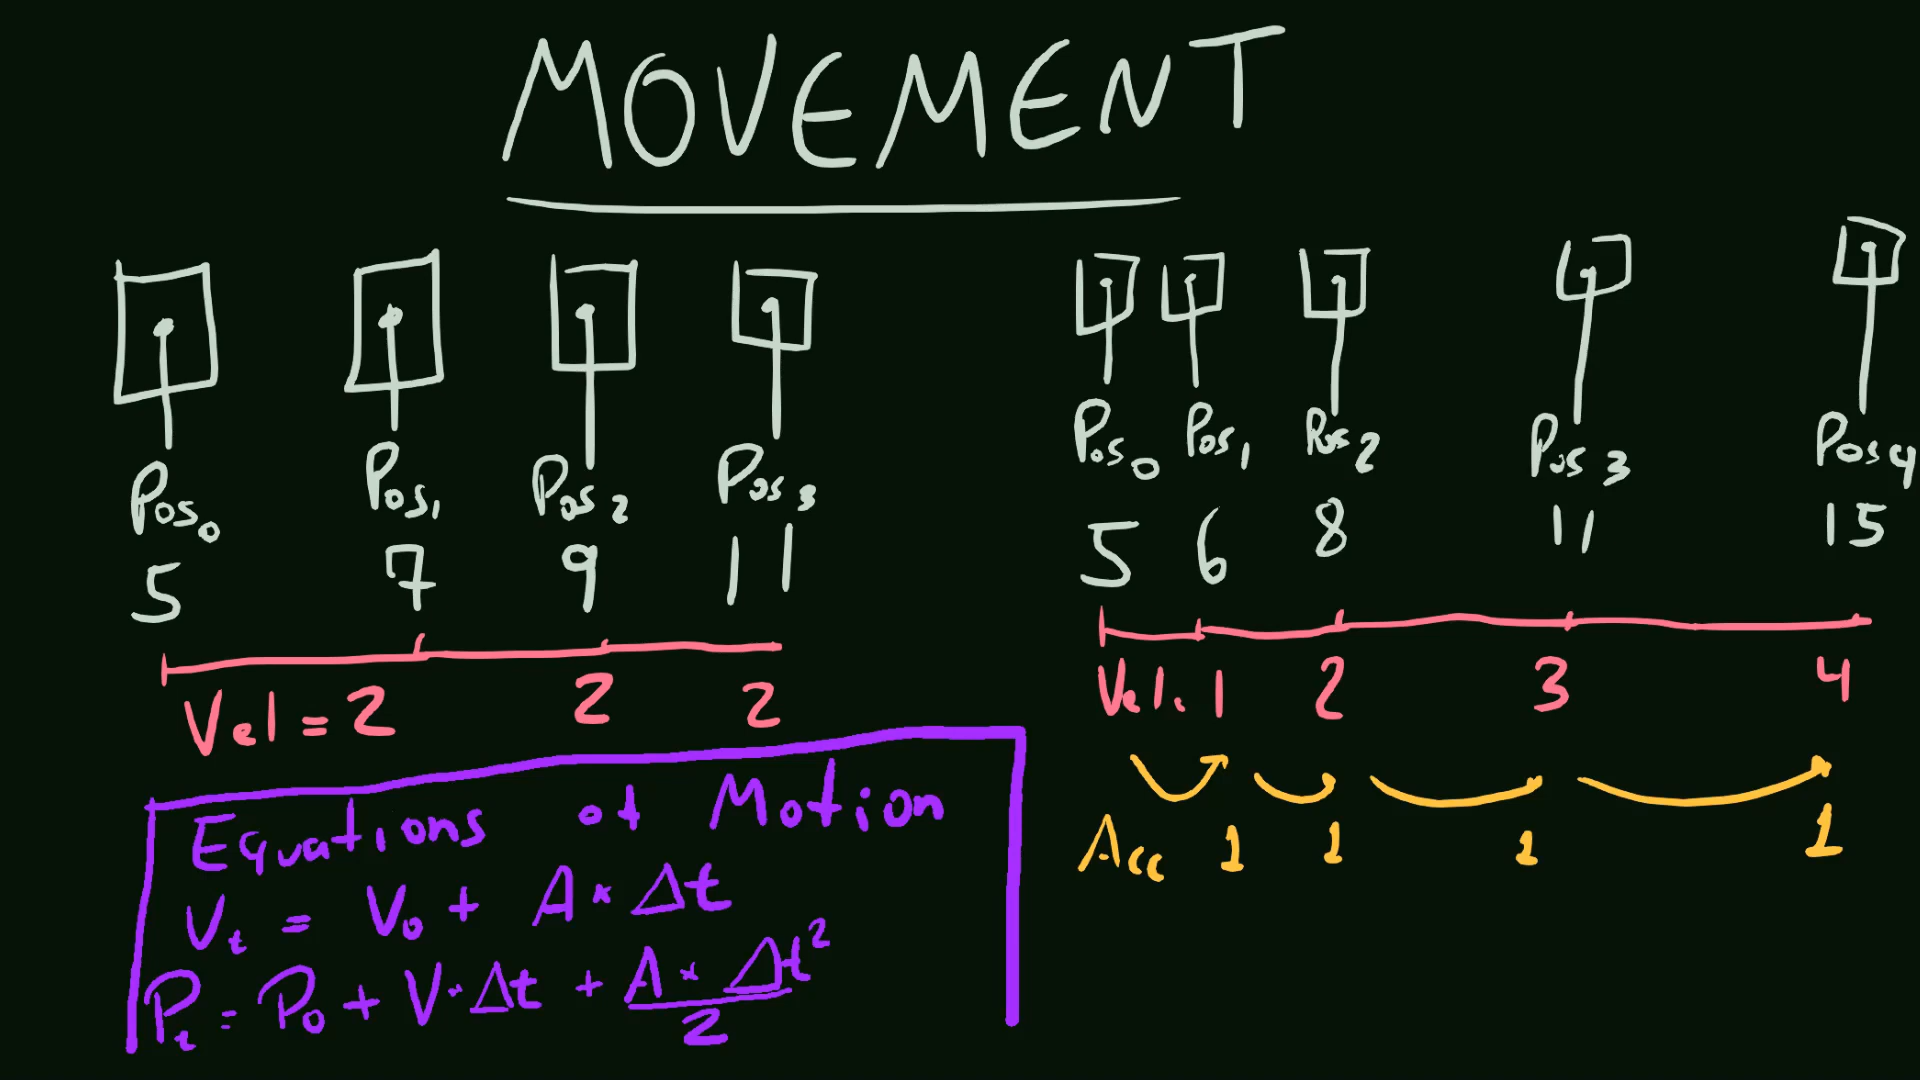 MOVEMENT
Pos₀ Pos₁ Pos₂ Pos₃
5 7 9 11
Vel = 2 2 2
Pos₀ Pos₁ Pos₂ Pos₃ Pos₄
5 6 8 11 15
Vel. 1 2 3 4
Acc 1 1 1 1
Equations of Motion
Vₜ = V₀ + A × Δt
Pₜ = P₀ + V · Δt + A × Δt² / 2